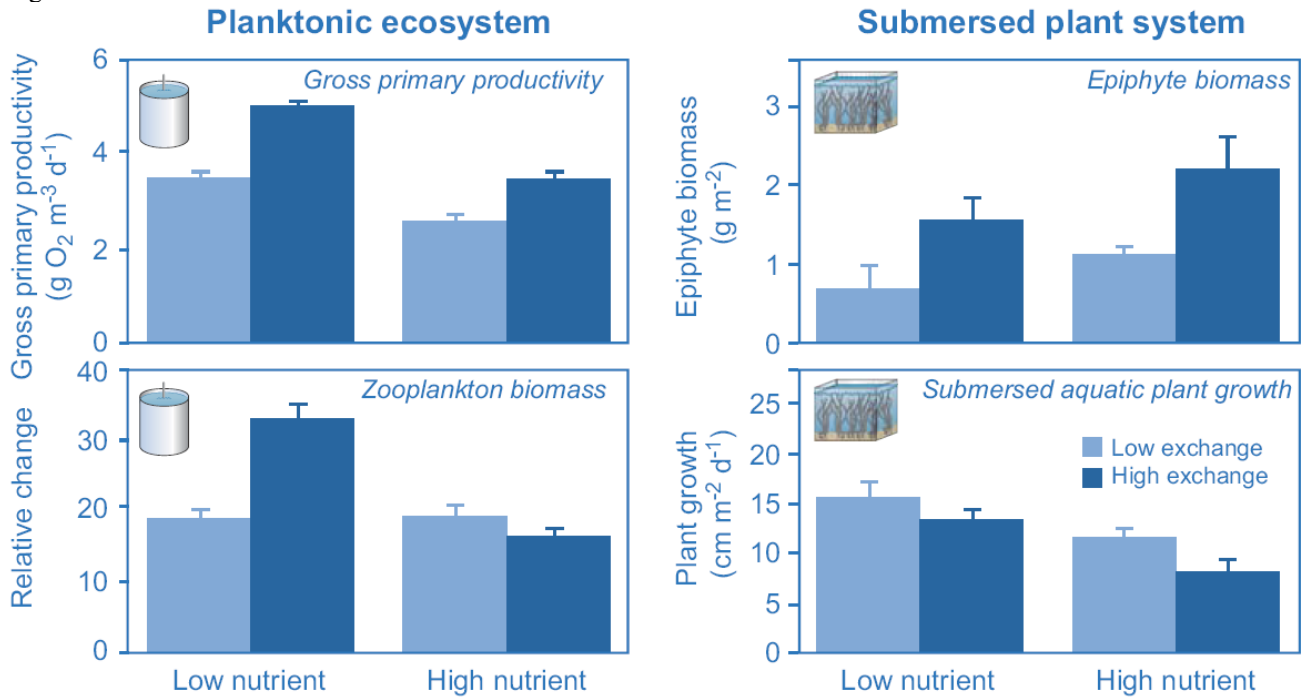 Planktonic ecosystem
Submersed plant system
Gross primary productivity
(g O2 m-3 d-1)
6
4
2
0
Gross primary productivity
Epiphyte biomass
(g m-2)
3
2
1
0
Epiphyte biomass
Relative change
40
30
20
10
0
Zooplankton biomass
Low nutrient
High nutrient
Plant growth
(cm m-2 d-1)
25
20
15
10
5
0
Submersed aquatic plant growth
Low exchange
High exchange
Low nutrient
High nutrient